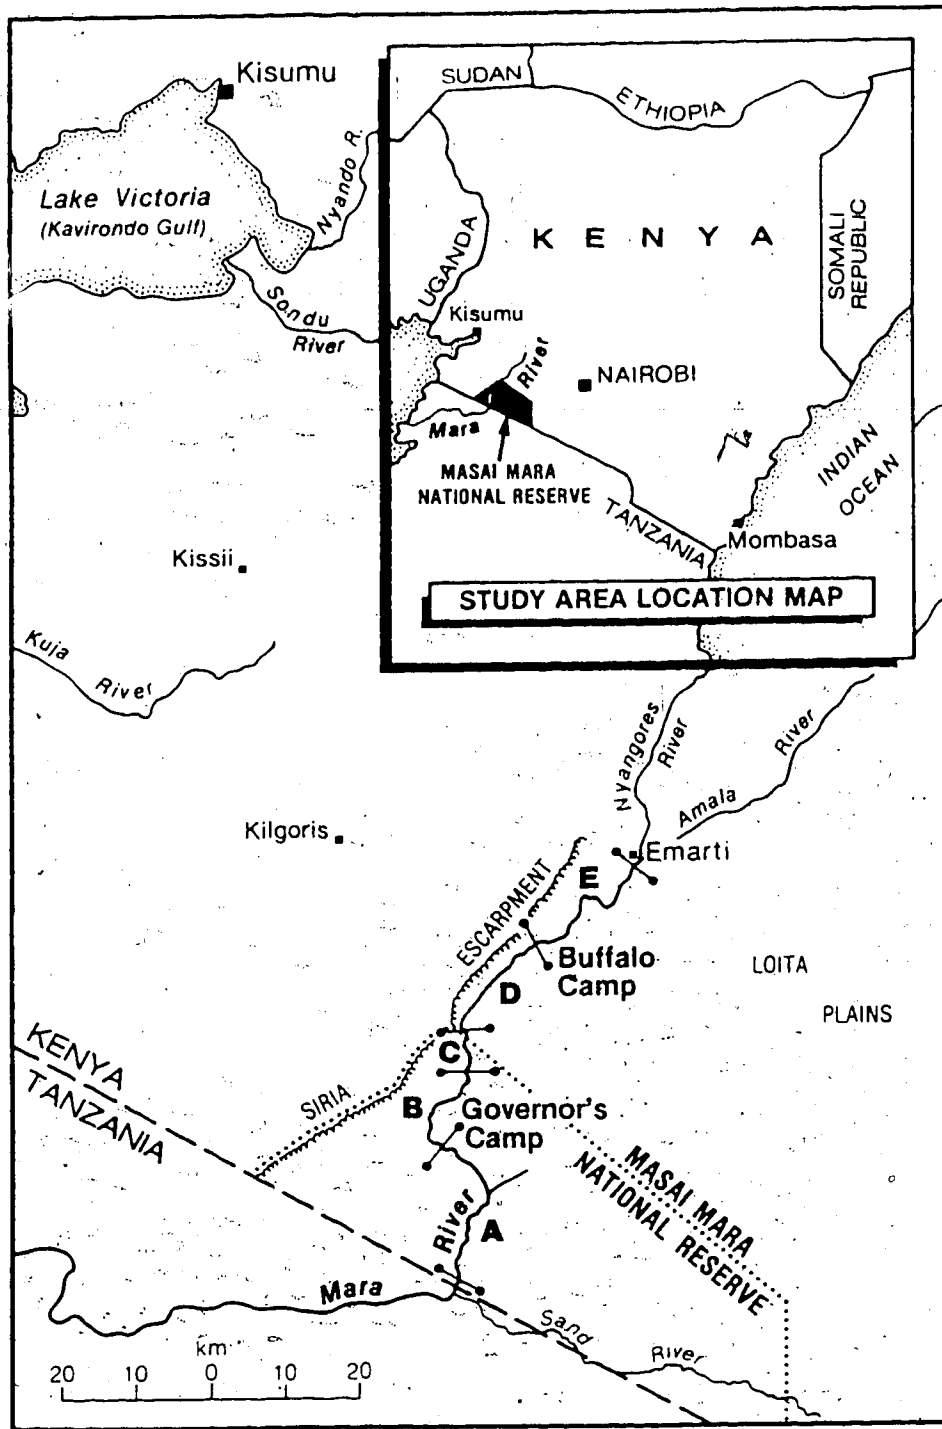 Kisumu
Lake Victoria
(Kavirondo Gulf)
Nyando R.
Sondu
River
SUDAN
ETHIOPIA
UGANDA
KENYA
SOMALI
REPUBLIC
Kisumu
River
NAIROBI
Mara
MASAI MARA
NATIONAL RESERVE
TANZANIA
INDIAN
OCEAN
Mombasa
STUDY AREA LOCATION MAP
Kissii
Kuja
River
Nyangores
River
Amala
River
Kilgoris
Emarti
E
ESCARPMENT
Buffalo
Camp
D
LOITA
PLAINS
KENYA
TANZANIA
C
SIRIA
B
Governor's
Camp
MASAI MARA
NATIONAL RESERVE
River
A
Mara
Sand
River
km
20 10 0 10 20